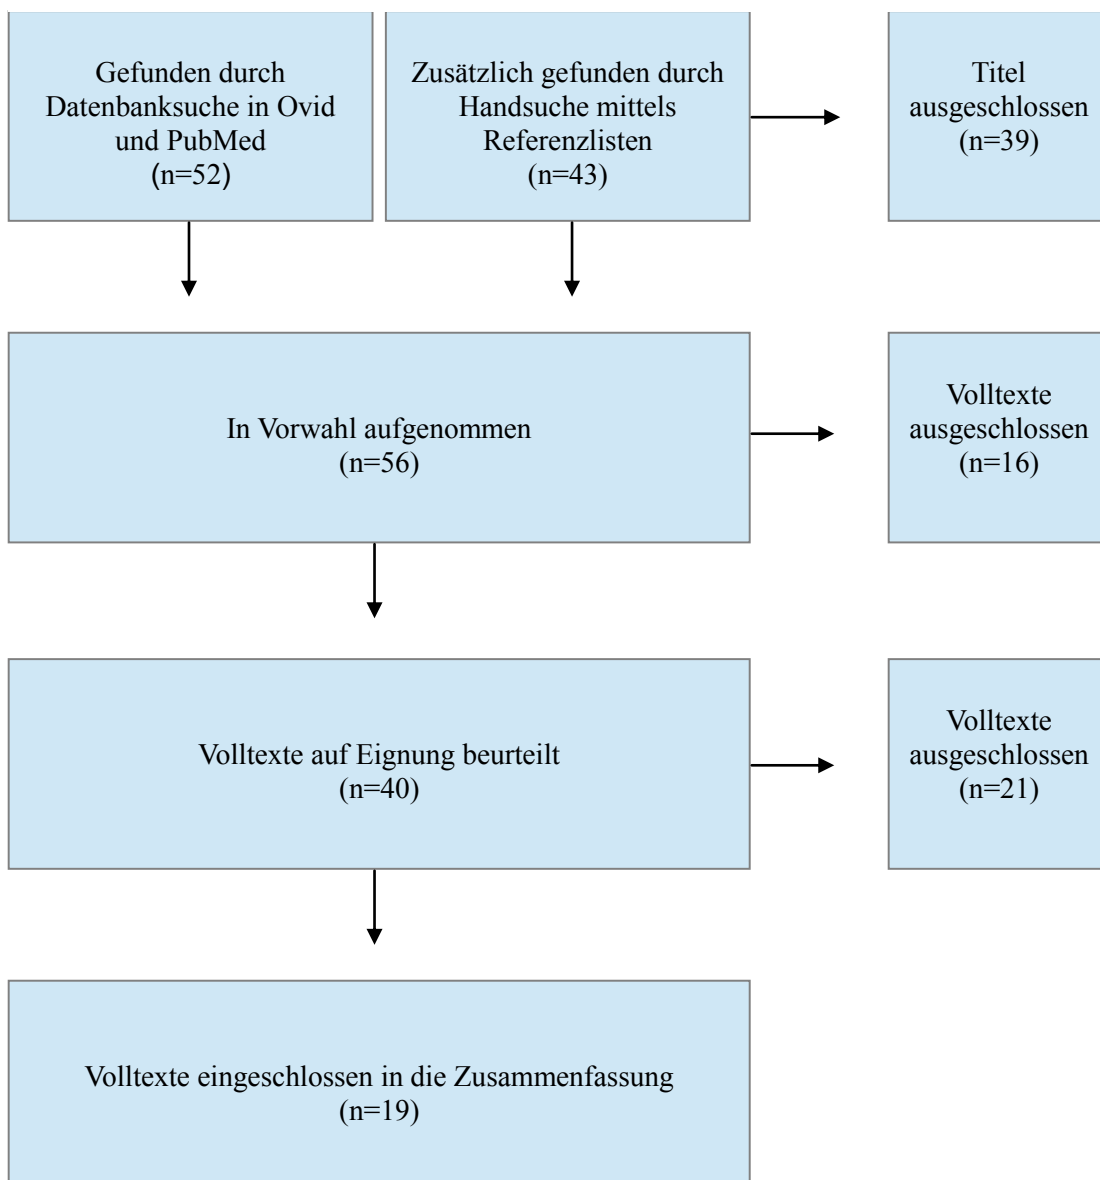 Gefunden durch
Datenbanksuche in Ovid
und PubMed
(n=52)
Zusätzlich gefunden durch
Handsuche mittels
Referenzlisten
(n=43)
Titel
ausgeschlossen
(n=39)
In Vorwahl aufgenommen
(n=56)
Volltexte
ausgeschlossen
(n=16)
Volltexte auf Eignung beurteilt
(n=40)
Volltexte
ausgeschlossen
(n=21)
Volltexte eingeschlossen in die Zusammenfassung
(n=19)